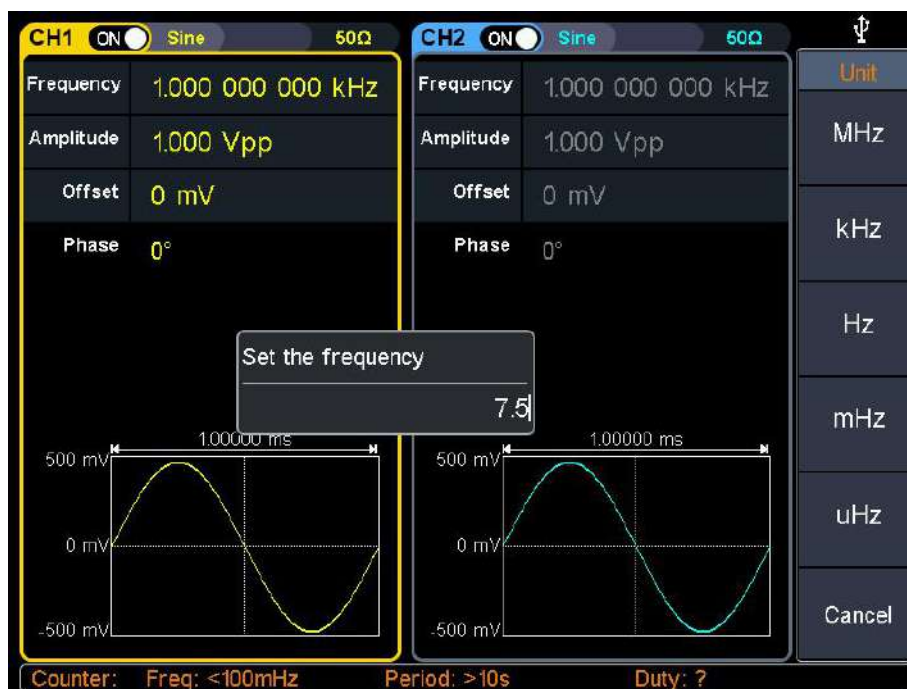 CH1 ON Sine 50Ω
Frequency 1.000 000 000 kHz
Amplitude 1.000 Vpp
Offset 0 mV
Phase 0°
1.00000 ms
500 mV
0 mV
-500 mV
CH2 ON Sine 50Ω
Frequency 1.000 000 000 kHz
Amplitude 1.000 Vpp
Offset 0 mV
Phase 0°
1.00000 ms
500 mV
0 mV
-500 mV
Set the frequency
7.5
Unit
MHz
kHz
Hz
mHz
uHz
Cancel
Counter: Freq: <100mHz Period: >10s Duty: ?